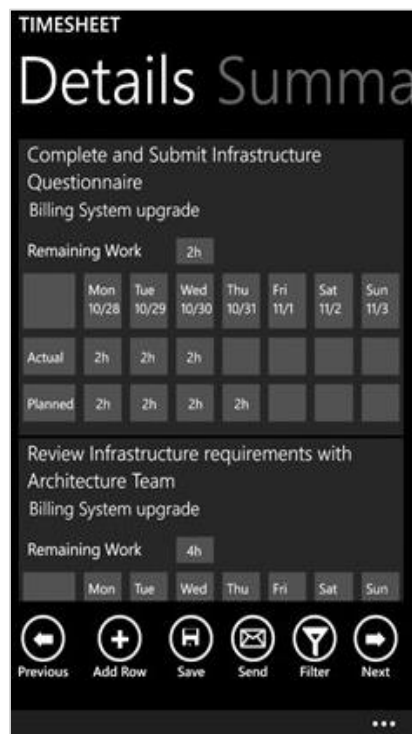 TIMESHEET
Details Summa
Complete and Submit Infrastructure
Questionnaire
Billing System upgrade
Remaining Work 2h
Mon Tue Wed Thu Fri Sat Sun
10/28 10/29 10/30 10/31 11/1 11/2 11/3
Actual 2h 2h 2h
Planned 2h 2h 2h 2h
Review Infrastructure requirements with
Architecture Team
Billing System upgrade
Remaining Work 4h
Mon Tue Wed Thu Fri Sat Sun
Previous Add Row Save Send Filter Next